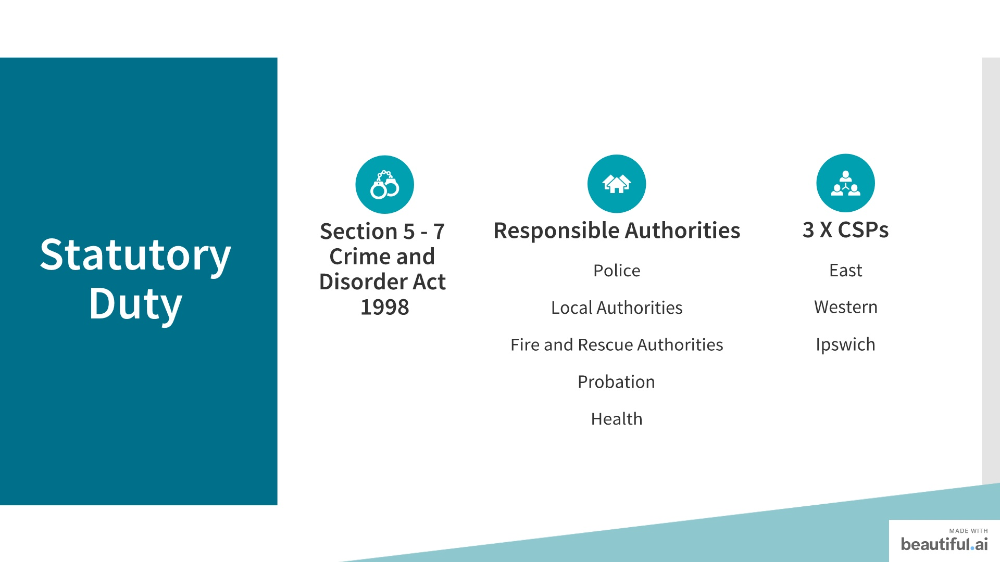 Statutory
Duty
Section 5 - 7
Crime and
Disorder Act
1998
Responsible Authorities
Police
Local Authorities
Fire and Rescue Authorities
Probation
Health
3 X CSPs
East
Western
Ipswich
MADE WITH
beautiful.ai